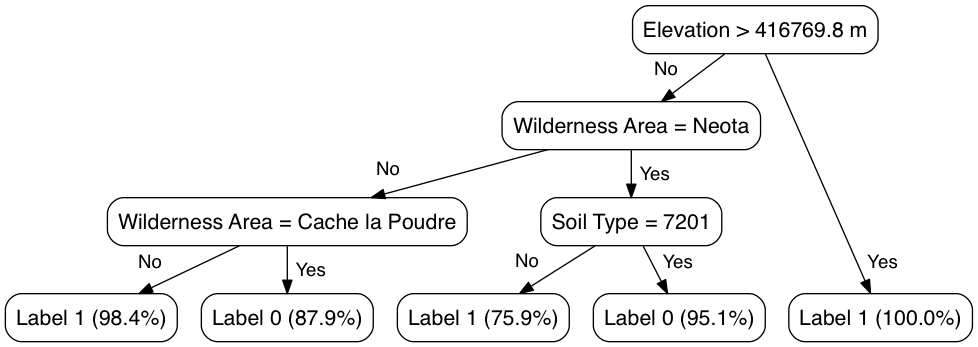 Elevation > 416769.8 m
No
Wilderness Area = Neota
No
Yes
Wilderness Area = Cache la Poudre
Soil Type = 7201
No
Yes
No
Yes
Yes
Label 1 (98.4%)
Label 0 (87.9%)
Label 1 (75.9%)
Label 0 (95.1%)
Label 1 (100.0%)